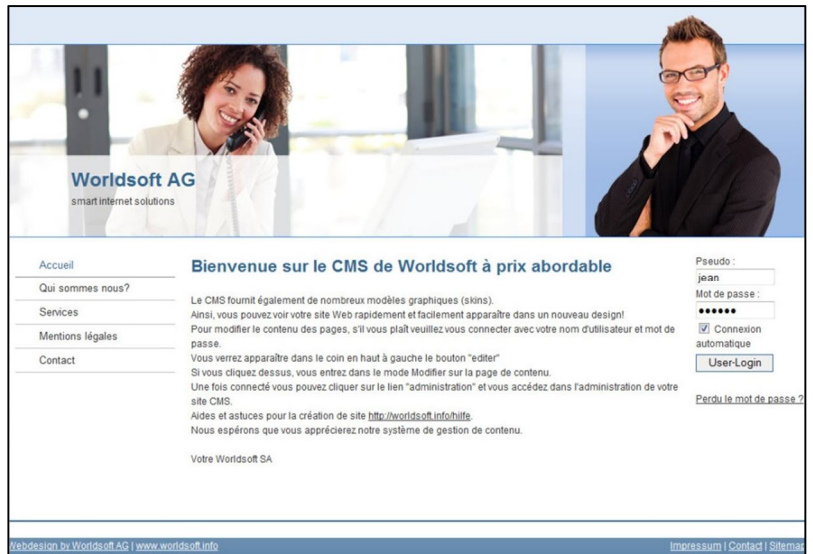 Worldsoft AG
smart internet solutions
Accueil
Qui sommes nous?
Services
Mentions légales
Contact
Bienvenue sur le CMS de Worldsoft à prix abordable
Le CMS fournit également de nombreux modèles graphiques (skins).
Ainsi, vous pouvez voir votre site Web rapidement et facilement apparaître dans un nouveau design!
Pour modifier le contenu des pages, s'il vous plaît veuillez vous connecter avec votre nom d'utilisateur et mot de
passe.
Vous verrez apparaître dans le coin en haut à gauche le bouton "editer"
Si vous cliquez dessus, vous entrez dans le mode Modifier sur la page de contenu.
Une fois connecté vous pouvez cliquer sur le lien "administration" et vous accédez dans l'administration de votre
site CMS.
Aides et astuces pour la création de site http://worldsoft.info/hilfe.
Nous espérons que vous apprécierez notre système de gestion de contenu.
Votre Worldsoft SA
Pseudo :
jean
Mot de passe :
●●●●●●
Connexion
automatique
User-Login
Perdu le mot de passe ?
Webdesign by Worldsoft AG | www.worldsoft.info
Impressum | Contact | Sitemap